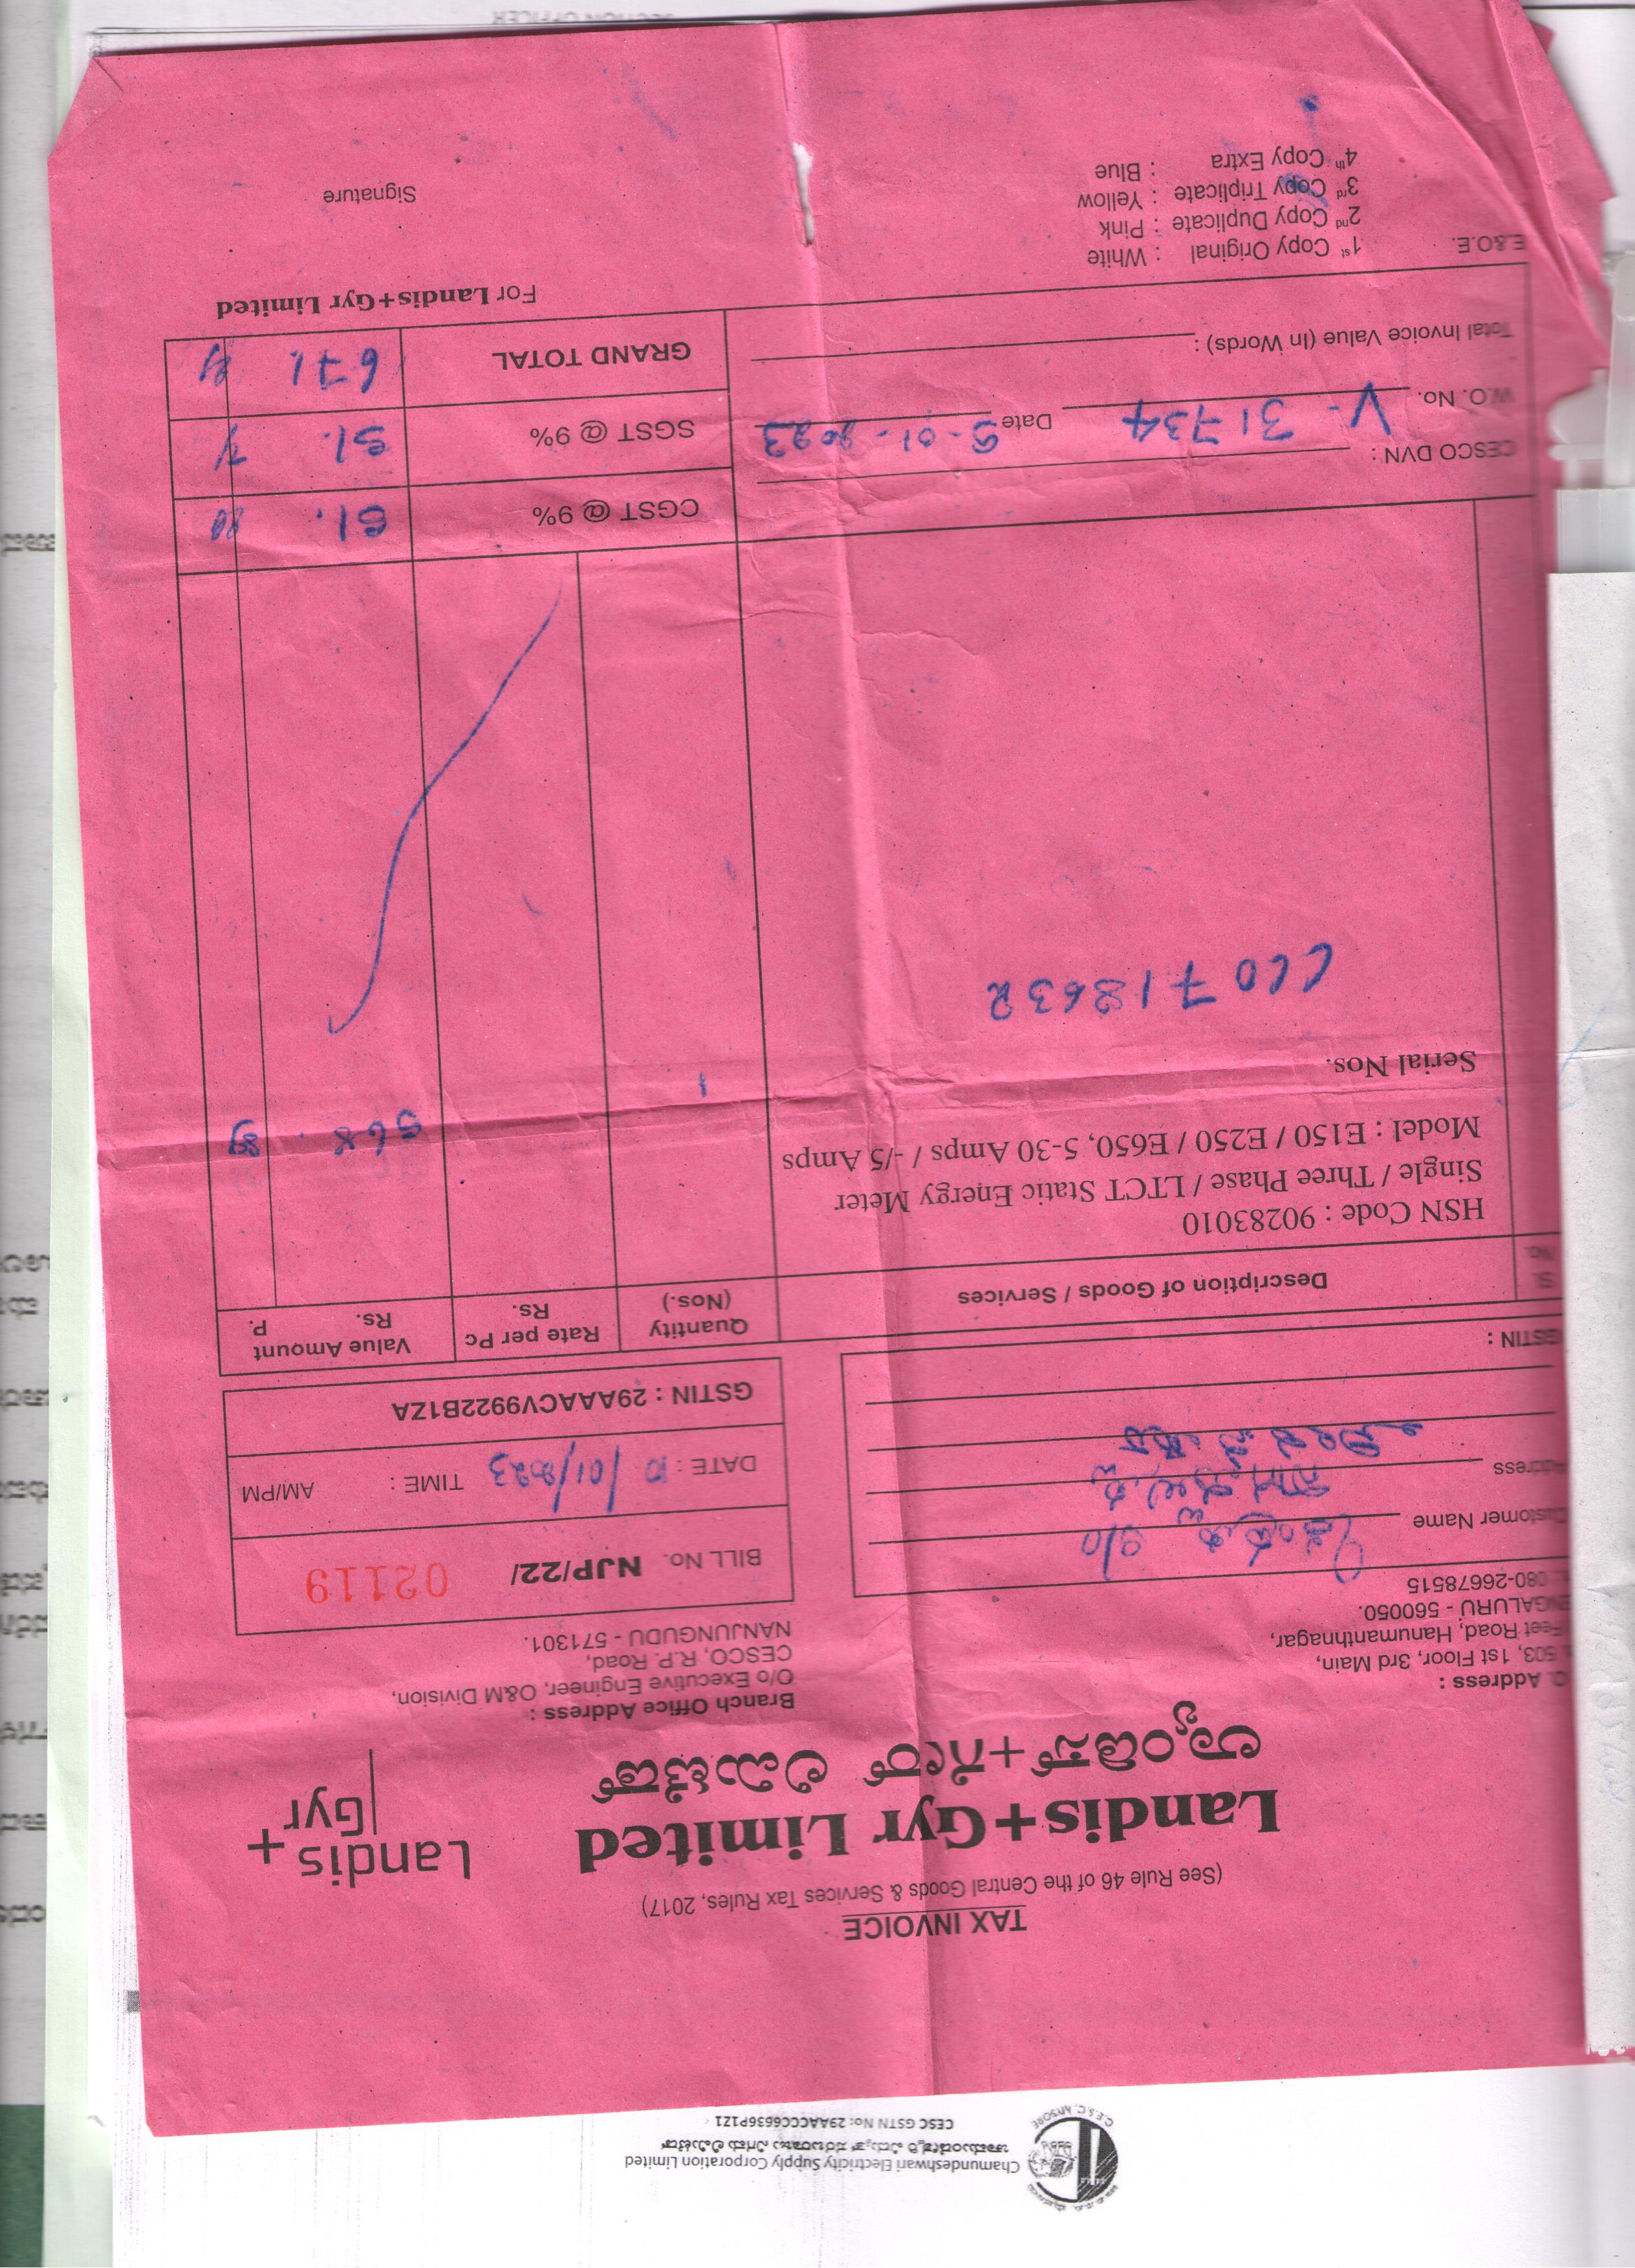 Chamundeshwari Electricity Supply Corporation Limited
CESC GSTN No: 29AACCC6636P1Z1
TAX INVOICE
(See Rule 46 of the Central Goods & Services Tax Rules, 2017)
Landis+Gyr Limited
ಲ್ಯಾಂಡಿಸ್+ಗೇರ್ ಲಿಮಿಟೆಡ್
Landis+
Gyr
Address :
503, 1st Floor, 3rd Main,
Feet Road, Hanumanthnagar,
ENGALURU - 560050.
080-26678515
Branch Office Address :
O/o Executive Engineer, O&M Division,
CESCO, R.P. Road,
NANJUNGUDU - 571301.
Customer Name
Address
GSTIN :
BILL No. NJP/22/ 02119
DATE : 10/01/2023 TIME : AM/PM
GSTIN : 29AAACV9922B1ZA
Sl. No. Description of Goods / Services Quantity (Nos.) Rate per Pc Rs. Value Amount Rs. P.
HSN Code : 90283010
Single / Three Phase / LTCT Static Energy Meter
Model : E150 / E250 / E650, 5-30 Amps / -/5 Amps 1 568. 89
Serial Nos.
CESCO DVN : CGST @ 9% 51.
W.O. No. V-31734 Date 5-01-2023 SGST @ 9% 51.
Total Invoice Value (In Words) : GRAND TOTAL 671.
For Landis+Gyr Limited
E.&O.E. 1st Copy Original : White
2nd Copy Duplicate : Pink
3rd Copy Triplicate : Yellow
4th Copy Extra : Blue
Signature
SECTION OFFICER